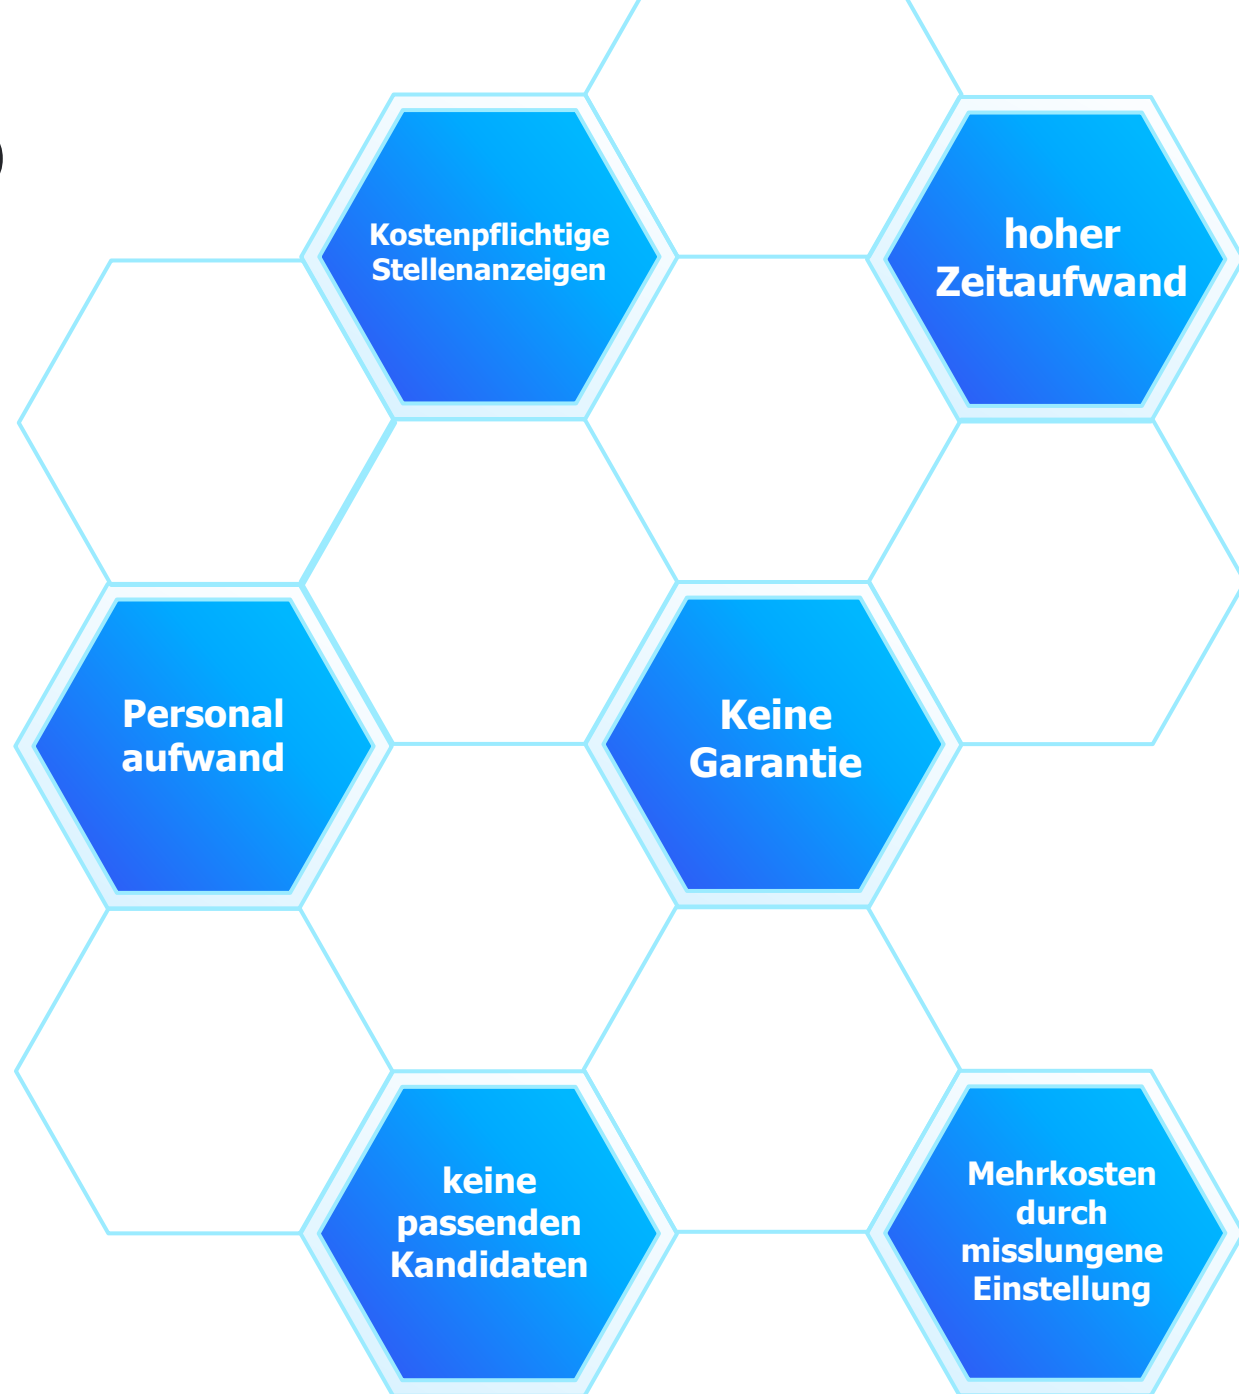 Kostenpflichtige
Stellenanzeigen
hoher
Zeitaufwand
Personal
aufwand
Keine
Garantie
keine
passenden
Kandidaten
Mehrkosten
durch
misslungene
Einstellung